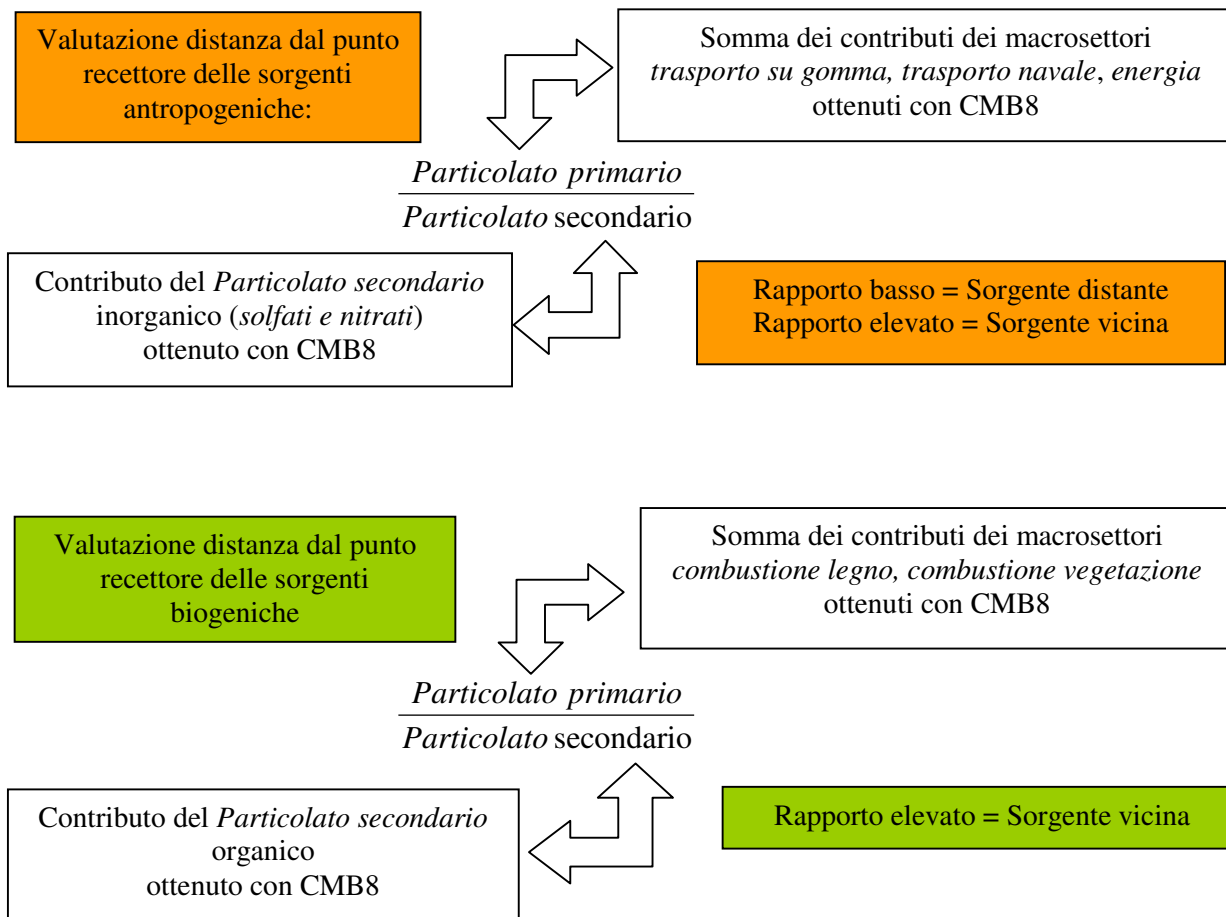 Valutazione distanza dal punto
recettore delle sorgenti
antropogeniche:
Somma dei contributi dei macrosettori
trasporto su gomma, trasporto navale, energia
ottenuti con CMB8
Particolato primario
Particolato secondario
Contributo del Particolato secondario
inorganico (solfati e nitrati)
ottenuto con CMB8
Rapporto basso = Sorgente distante
Rapporto elevato = Sorgente vicina
Valutazione distanza dal punto
recettore delle sorgenti
biogeniche
Somma dei contributi dei macrosettori
combustione legno, combustione vegetazione
ottenuti con CMB8
Particolato primario
Particolato secondario
Contributo del Particolato secondario
organico
ottenuto con CMB8
Rapporto elevato = Sorgente vicina